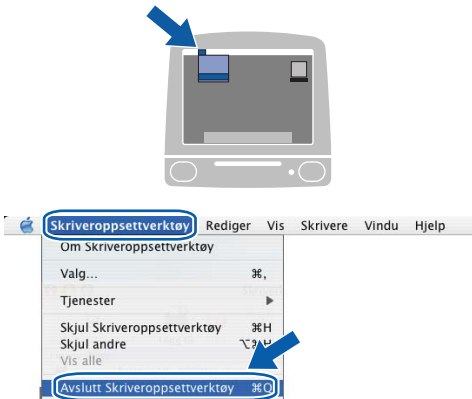 Skriveroppsettverktøy Rediger Vis Skrivere Vindu Hjelp
Om Skriveroppsettverktøy
Valg... ⌘,
Tjenester ▶
Skjul Skriveroppsettverktøy ⌘H
Skjul andre ⌥⌘H
Vis alle
Avslutt Skriveroppsettverktøy ⌘Q